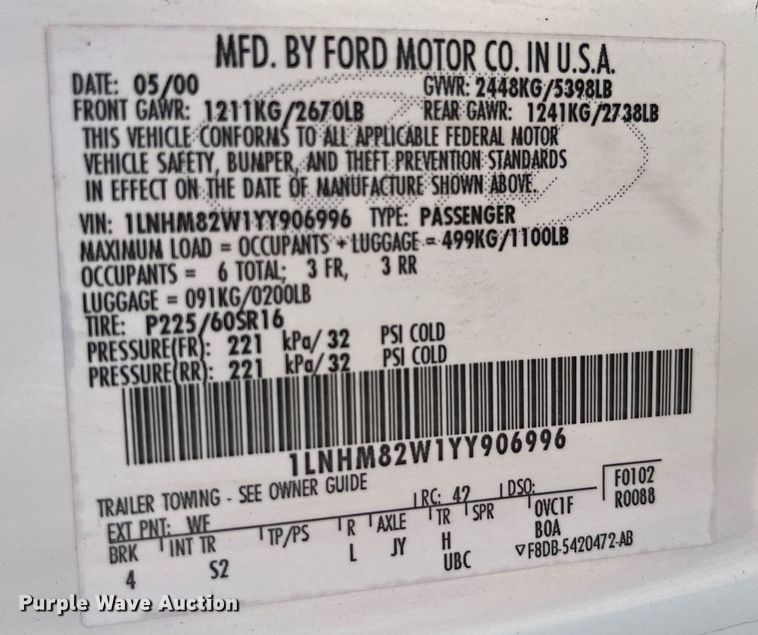 MFD. BY FORD MOTOR CO. IN U.S.A.
DATE: 05/00 GVWR: 2448KG/5398LB
FRONT GAWR: 1211KG/2670LB REAR GAWR: 1241KG/2738LB
THIS VEHICLE CONFORMS TO ALL APPLICABLE FEDERAL MOTOR
VEHICLE SAFETY, BUMPER, AND THEFT PREVENTION STANDARDS
IN EFFECT ON THE DATE OF MANUFACTURE SHOWN ABOVE.
VIN: 1LNHM82W1YY906996 TYPE: PASSENGER
MAXIMUM LOAD = OCCUPANTS + LUGGAGE = 499KG/1100LB
OCCUPANTS = 6 TOTAL; 3 FR, 3 RR
LUGGAGE = 091KG/0200LB
TIRE: P225/60SR16
PRESSURE(FR): 221 kPa/ 32 PSI COLD
PRESSURE(RR): 221 kPa/ 32 PSI COLD
1LNHM82W1YY906996
TRAILER TOWING - SEE OWNER GUIDE
EXT PNT: WF RC: 42 DSO: F0102
BRK INT TR TP/PS R AXLE TR SPR OVC1F R0088
4 S2 L JY H BOA
UBC ▽F8DB-5420472-AB
Purple Wave Auction